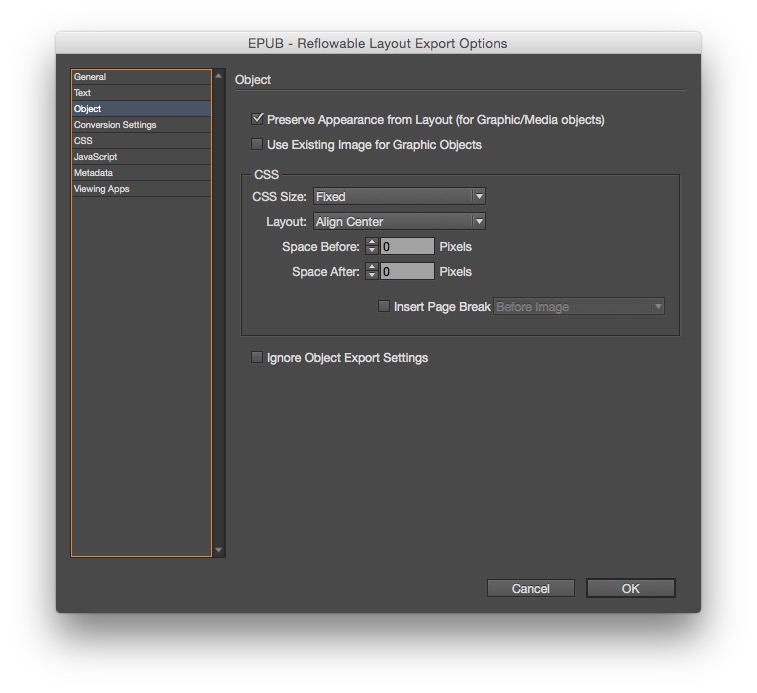 EPUB - Reflowable Layout Export Options
General
Text
Object
Conversion Settings
CSS
JavaScript
Metadata
Viewing Apps
Object
Preserve Appearance from Layout (for Graphic/Media objects)
Use Existing Image for Graphic Objects
CSS
CSS Size: Fixed
Layout: Align Center
Space Before: 0 Pixels
Space After: 0 Pixels
Insert Page Break Before Image
Ignore Object Export Settings
Cancel OK